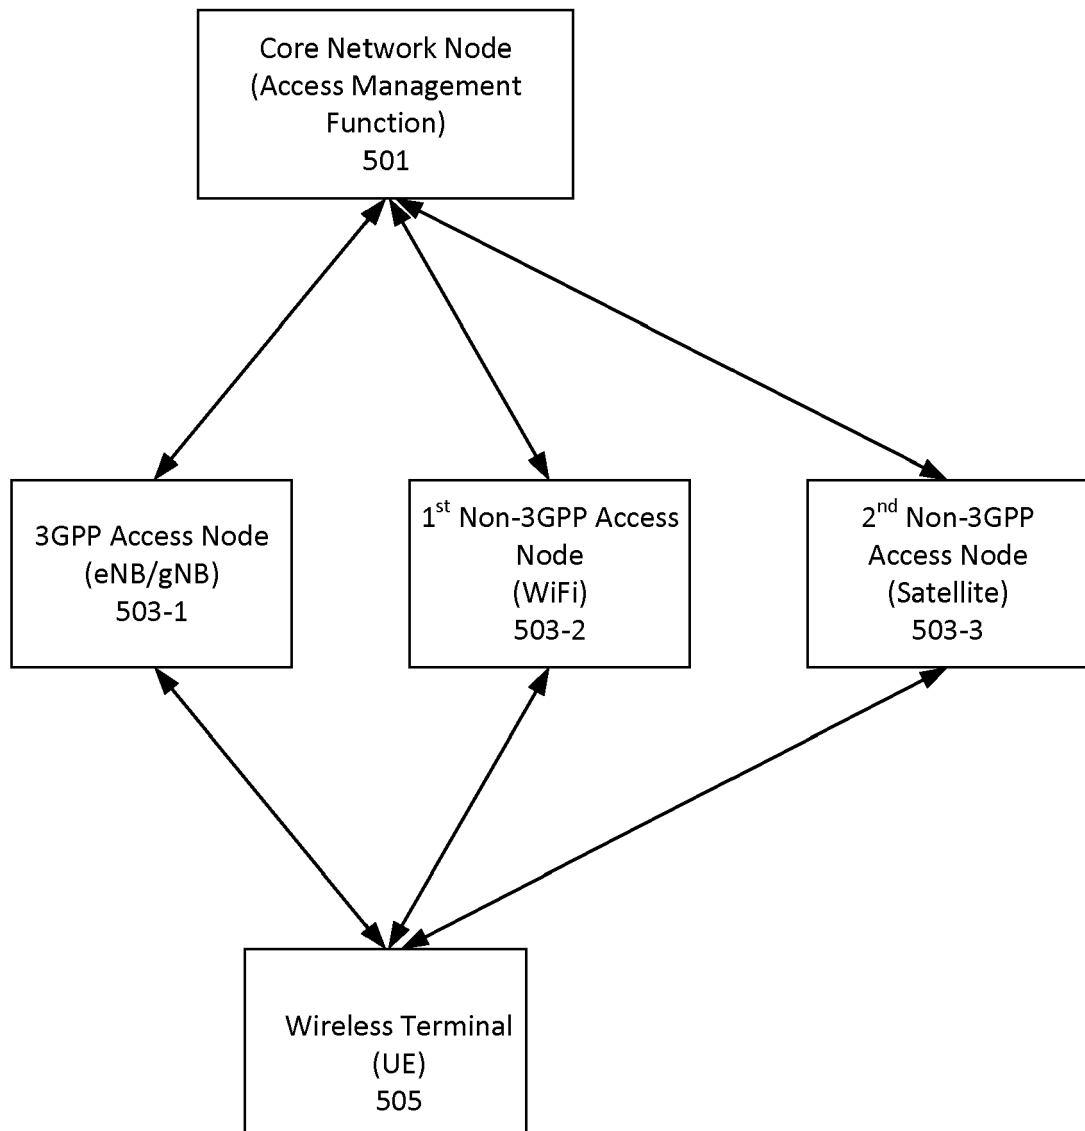 Core Network Node
(Access Management
Function)
501
3GPP Access Node
(eNB/gNB)
503-1
1st Non-3GPP Access
Node
(WiFi)
503-2
2nd Non-3GPP
Access Node
(Satellite)
503-3
Wireless Terminal
(UE)
505